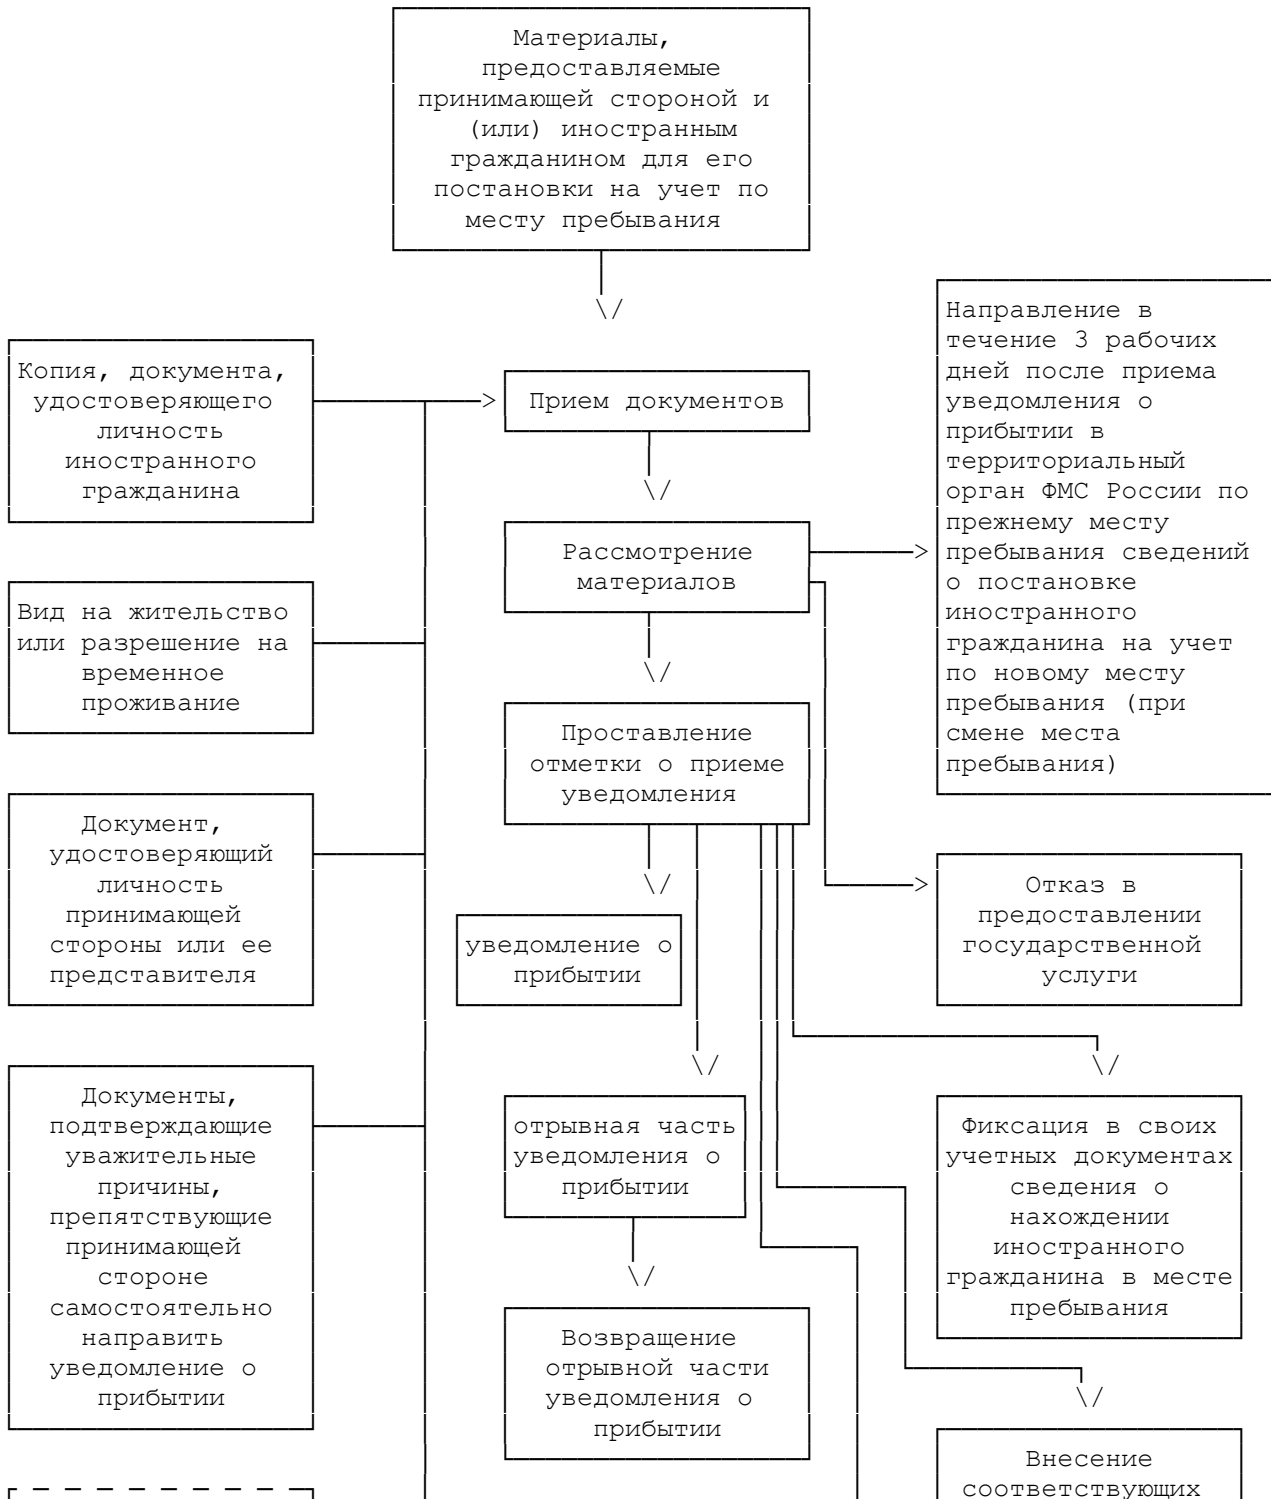 Материалы,
предоставляемые
принимающей стороной и
(или) иностранным
гражданином для его
постановки на учет по
месту пребывания
Копия, документа,
удостоверяющего
личность
иностранного
гражданина
Прием документов
Направление в
течение 3 рабочих
дней после приема
уведомления о
прибытии в
территориальный
орган ФМС России по
прежнему месту
пребывания сведений
о постановке
иностранного
гражданина на учет
по новому месту
пребывания (при
смене места
пребывания)
Рассмотрение
материалов
Вид на жительство
или разрешение на
временное
проживание
Проставление
отметки о приеме
уведомления
Документ,
удостоверяющий
личность
принимающей
стороны или ее
представителя
уведомление о
прибытии
Отказ в
предоставлении
государственной
услуги
Документы,
подтверждающие
уважительные
причины,
препятствующие
принимающей
стороне
самостоятельно
направить
уведомление о
прибытии
отрывная часть
уведомления о
прибытии
Фиксация в своих
учетных документах
сведения о
нахождении
иностранного
гражданина в месте
пребывания
Возвращение
отрывной части
уведомления о
прибытии
Внесение
соответствующих